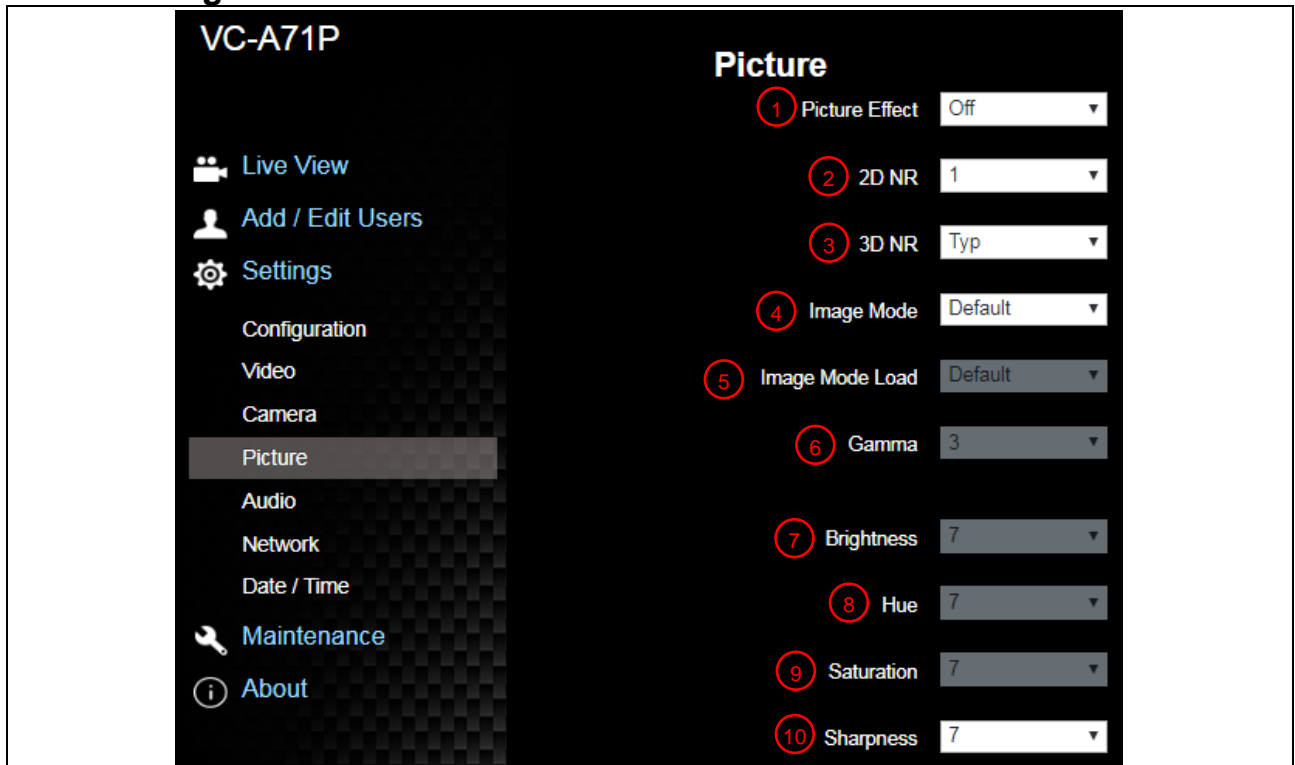 VC-A71P
Live View
Add / Edit Users
Settings
Configuration
Video
Camera
Picture
Audio
Network
Date / Time
Maintenance
About
Picture
1 Picture Effect Off
2 2D NR 1
3 3D NR Typ
4 Image Mode Default
5 Image Mode Load Default
6 Gamma 3
7 Brightness 7
8 Hue 7
9 Saturation 7
10 Sharpness 7